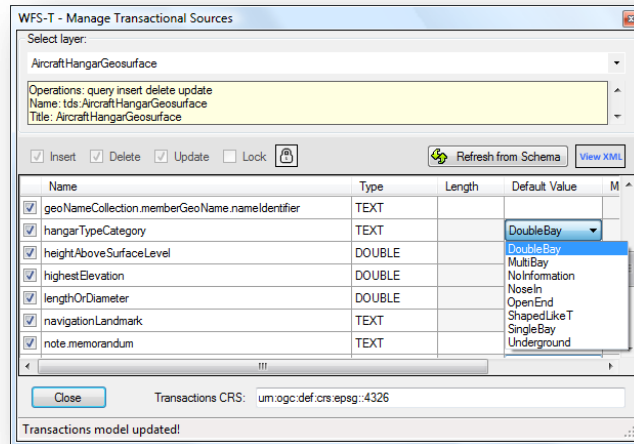 WFS-T - Manage Transactional Sources
Select layer:
AircraftHangarGeosurface
Operations: query insert delete update
Name: tds:AircraftHangarGeosurface
Title: AircraftHangarGeosurface
Insert Delete Update Lock Refresh from Schema View XML
Name Type Length Default Value M
geoNameCollection.memberGeoName.nameIdentifier TEXT
hangarTypeCategory TEXT DoubleBay
heightAboveSurfaceLevel DOUBLE
highestElevation DOUBLE
lengthOrDiameter DOUBLE
navigationLandmark TEXT
note.memorandum TEXT
DoubleBay
MultiBay
NoInformation
NoseIn
OpenEnd
ShapedLikeT
SingleBay
Underground
Close Transactions CRS: urn:ogc:def:crs:epsg::4326
Transactions model updated!